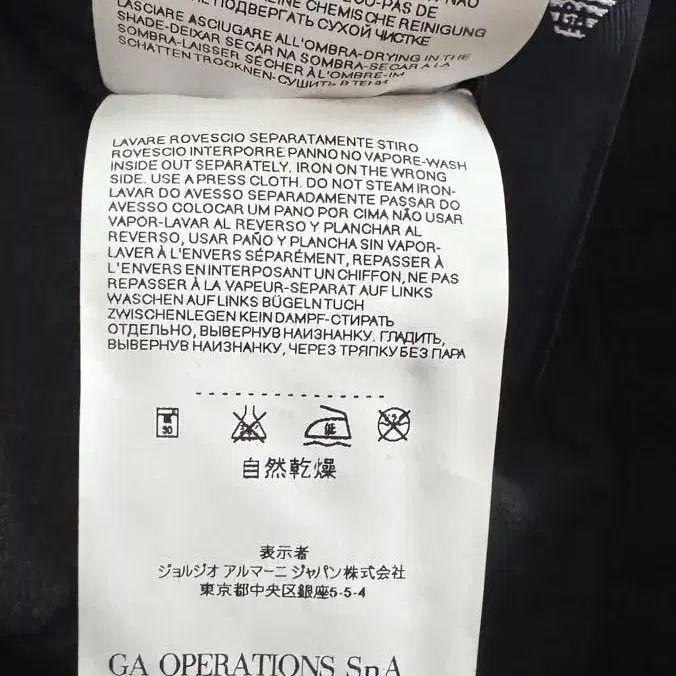 CHEMISCHE REINIGUNG
ПОДВЕРГАТЬ СУХОЙ ЧИСТКЕ
LASCIARE ASCIUGARE ALL'OMBRA-DRYING IN THE
SHADE-DEIXAR SECAR NA SOMBRA-SECAR A LA
SOMBRA-LAISSER SÉCHER À L'OMBRE-IM
SCHATTEN TROCKNEN-СУШИТЬ В
LAVARE ROVESCIO SEPARATAMENTE STIRO
ROVESCIO INTERPORRE PANNO NO VAPORE-WASH
INSIDE OUT SEPARATELY. IRON ON THE WRONG
SIDE. USE A PRESS CLOTH. DO NOT STEAM IRON-
LAVAR DO AVESSO SEPARADAMENTE PASSAR DO
AVESSO COLOCAR UM PANO POR CIMA NÃO USAR
VAPOR-LAVAR AL REVERSO Y PLANCHAR AL
REVERSO, USAR PAÑO Y PLANCHA SIN VAPOR-
LAVER À L'ENVERS SÉPARÉMENT, REPASSER À
L'ENVERS EN INTERPOSANT UN CHIFFON, NE PAS
REPASSER À LA VAPEUR-SEPARAT AUF LINKS
WASCHEN AUF LINKS BÜGELN TUCH
ZWISCHENLEGEN KEIN DAMPF-СТИРАТЬ
ОТДЕЛЬНО, ВЫВЕРНУВ НАИЗНАНКУ. ГЛАДИТЬ,
ВЫВЕРНУВ НАИЗНАНКУ, ЧЕРЕЗ ТРЯПКУ БЕЗ ПАРА
30 低
自然乾燥
表示者
ジョルジオ アルマーニ ジャパン株式会社
東京都中央区銀座5-5-4
GA OPERATIONS SpA